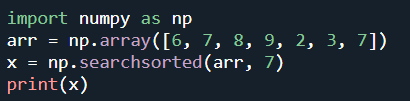 import numpy as np
arr = np.array([6, 7, 8, 9, 2, 3, 7])
x = np.searchsorted(arr, 7)
print(x)